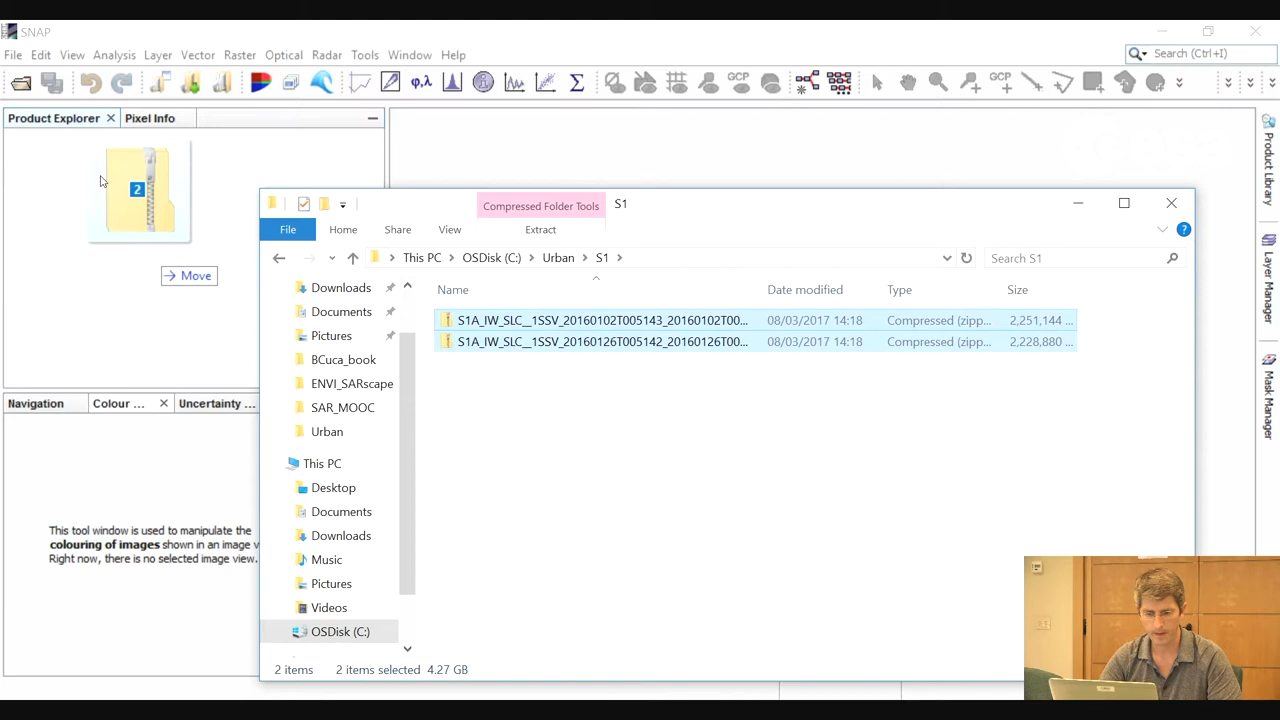 SNAP
File Edit View Analysis Layer Vector Raster Optical Radar Tools Window Help
Search (Ctrl+I)
φ,λ GCP Σ GCP
Product Explorer Pixel Info
2
Move
Compressed Folder Tools S1
File Home Share View Extract
This PC OSDisk (C:) Urban S1
Search S1
Name Date modified Type Size
S1A_IW_SLC__1SSV_20160102T005143_20160102T00... 08/03/2017 14:18 Compressed (zipp... 2,251,144 ...
S1A_IW_SLC__1SSV_20160126T005142_20160126T00... 08/03/2017 14:18 Compressed (zipp... 2,228,880 ...
Downloads
Documents
Pictures
BCuca_book
ENVI_SARscape
SAR_MOOC
Urban
This PC
Desktop
Documents
Downloads
Music
Pictures
Videos
OSDisk (C:)
2 items 2 items selected 4.27 GB
Navigation Colour ... Uncertainty ...
This tool window is used to manipulate the
colouring of images shown in an image v
Right now, there is no selected image view.
Product Library
Layer Manager
Mask Manager